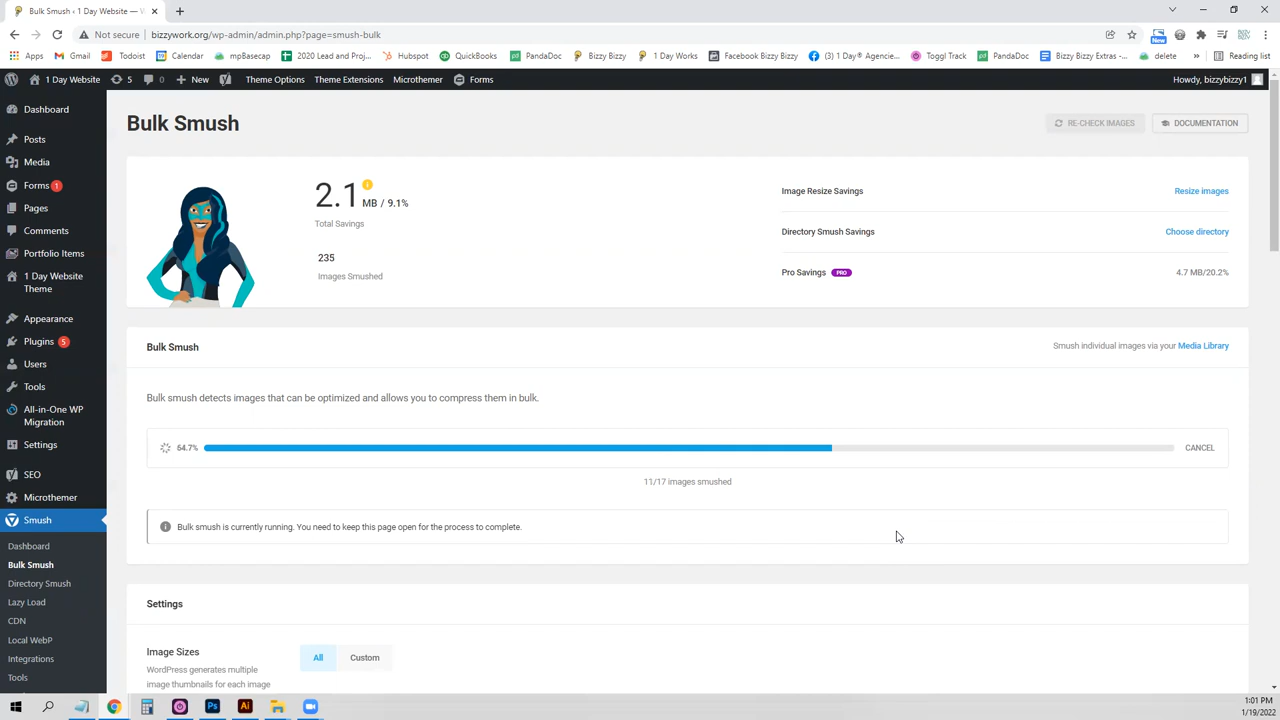 Bulk Smush ‹ 1 Day Website — W
Not secure bizzywork.org/wp-admin/admin.php?page=smush-bulk
New
Apps Gmail Todoist Calendar mpBasecap 2020 Lead and Proj... Hubspot QuickBooks PandaDoc Bizzy Bizzy 1 Day Works Facebook Bizzy Bizzy (3) 1 Day® Agencie... Toggl Track PandaDoc Bizzy Bizzy Extras -... delete » Reading list
1 Day Website 5 0 New Theme Options Theme Extensions Microthemer Forms Howdy, bizzybizzy1
Dashboard
Posts
Media
Forms 1
Pages
Comments
Portfolio Items
1 Day Website
Theme
Appearance
Plugins 5
Users
Tools
All-in-One WP
Migration
Settings
SEO
Microthemer
Smush
Dashboard
Bulk Smush
Directory Smush
Lazy Load
CDN
Local WebP
Integrations
Tools
Bulk Smush
RE-CHECK IMAGES DOCUMENTATION
2.1 MB / 9.1%
Total Savings
235
Images Smushed
Image Resize Savings Resize images
Directory Smush Savings Choose directory
Pro Savings PRO 4.7 MB/20.2%
Bulk Smush Smush individual images via your Media Library
Bulk smush detects images that can be optimized and allows you to compress them in bulk.
64.7% CANCEL
11/17 images smushed
Bulk smush is currently running. You need to keep this page open for the process to complete.
Settings
Image Sizes All Custom
WordPress generates multiple
image thumbnails for each image
Ps Ai
1:01 PM
1/19/2022